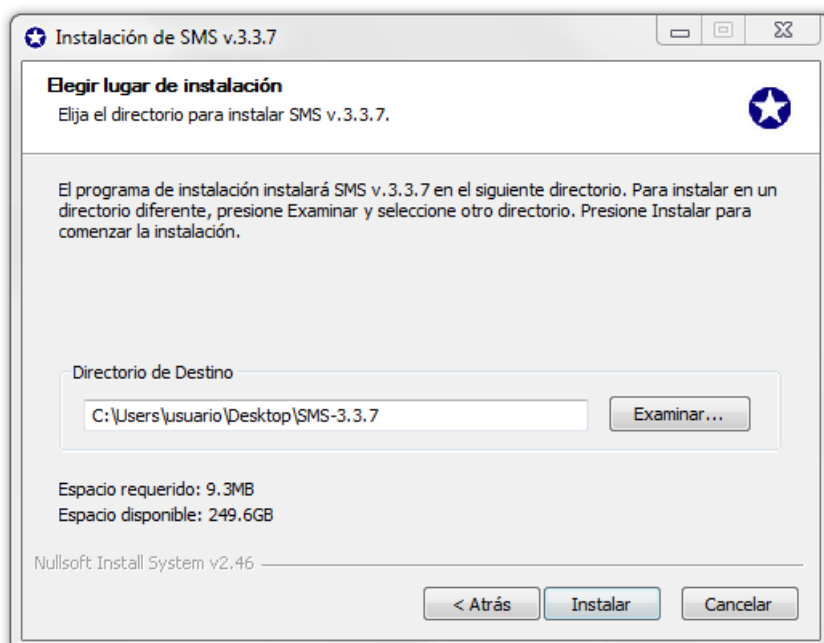 Instalación de SMS v.3.3.7
Elegir lugar de instalación
Elija el directorio para instalar SMS v.3.3.7.
El programa de instalación instalará SMS v.3.3.7 en el siguiente directorio. Para instalar en un
directorio diferente, presione Examinar y seleccione otro directorio. Presione Instalar para
comenzar la instalación.
Directorio de Destino
C:\Users\usuario\Desktop\SMS-3.3.7
Examinar...
Espacio requerido: 9.3MB
Espacio disponible: 249.6GB
Nullsoft Install System v2.46
< Atrás
Instalar
Cancelar